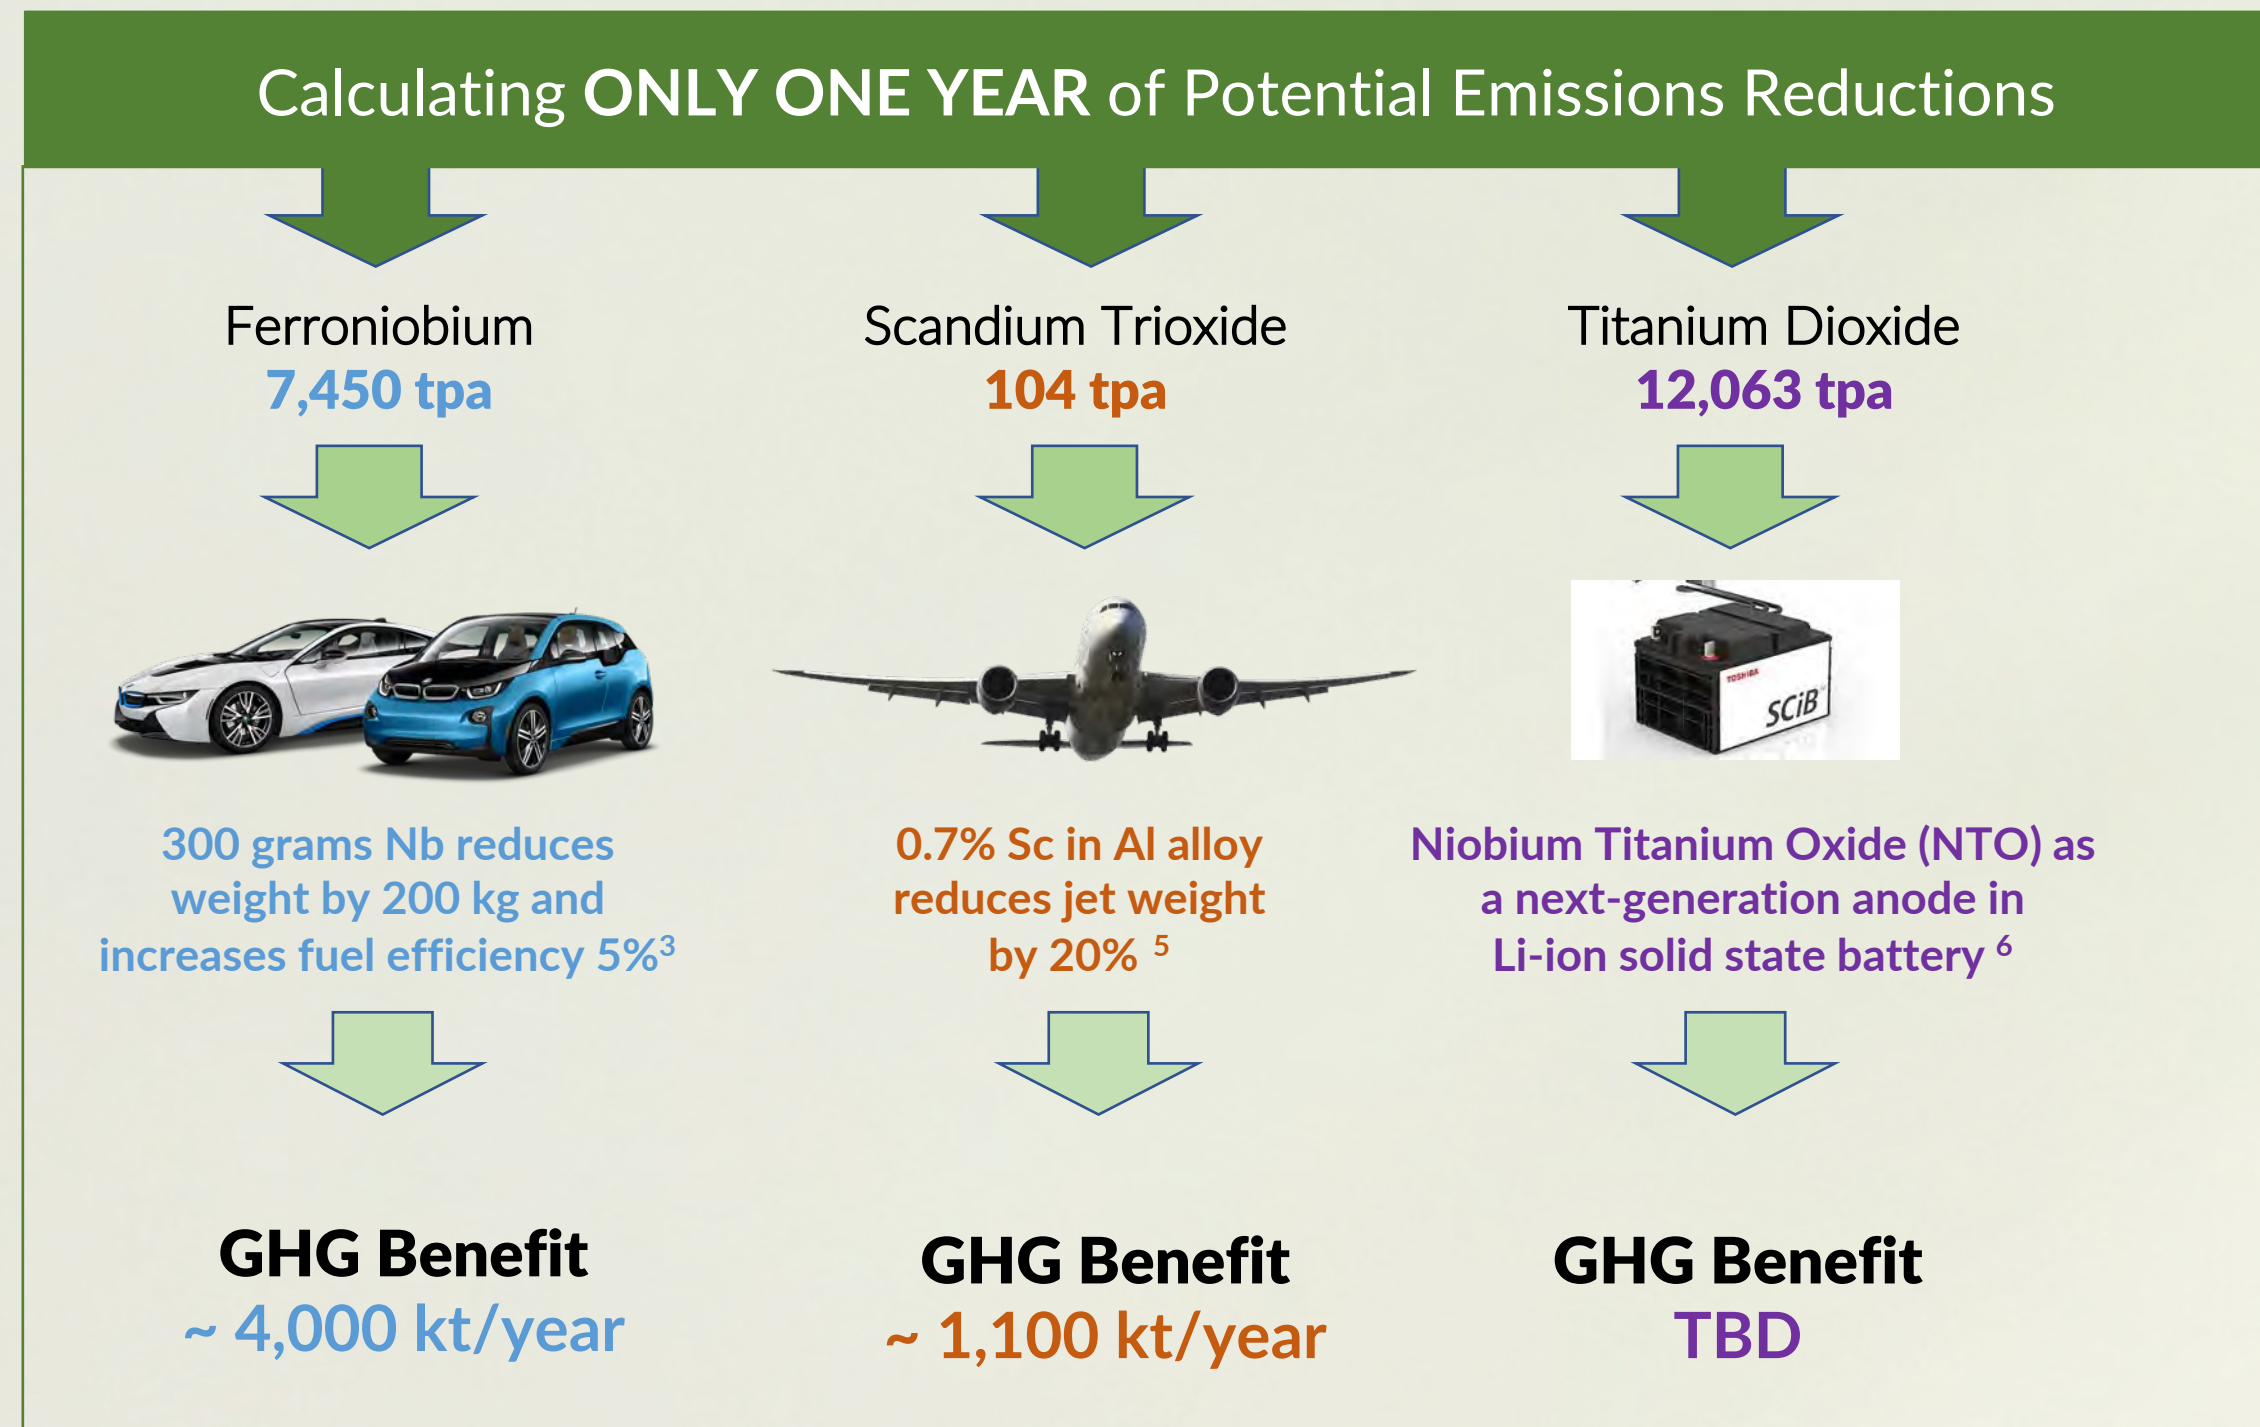 Calculating ONLY ONE YEAR of Potential Emissions Reductions
Ferroniobium
7,450 tpa
300 grams Nb reduces
weight by 200 kg and
increases fuel efficiency 5%³
GHG Benefit
~ 4,000 kt/year
Scandium Trioxide
104 tpa
0.7% Sc in Al alloy
reduces jet weight
by 20% ⁵
GHG Benefit
~ 1,100 kt/year
Titanium Dioxide
12,063 tpa
TOSHIBA
SCiB
Niobium Titanium Oxide (NTO) as
a next-generation anode in
Li-ion solid state battery ⁶
GHG Benefit
TBD